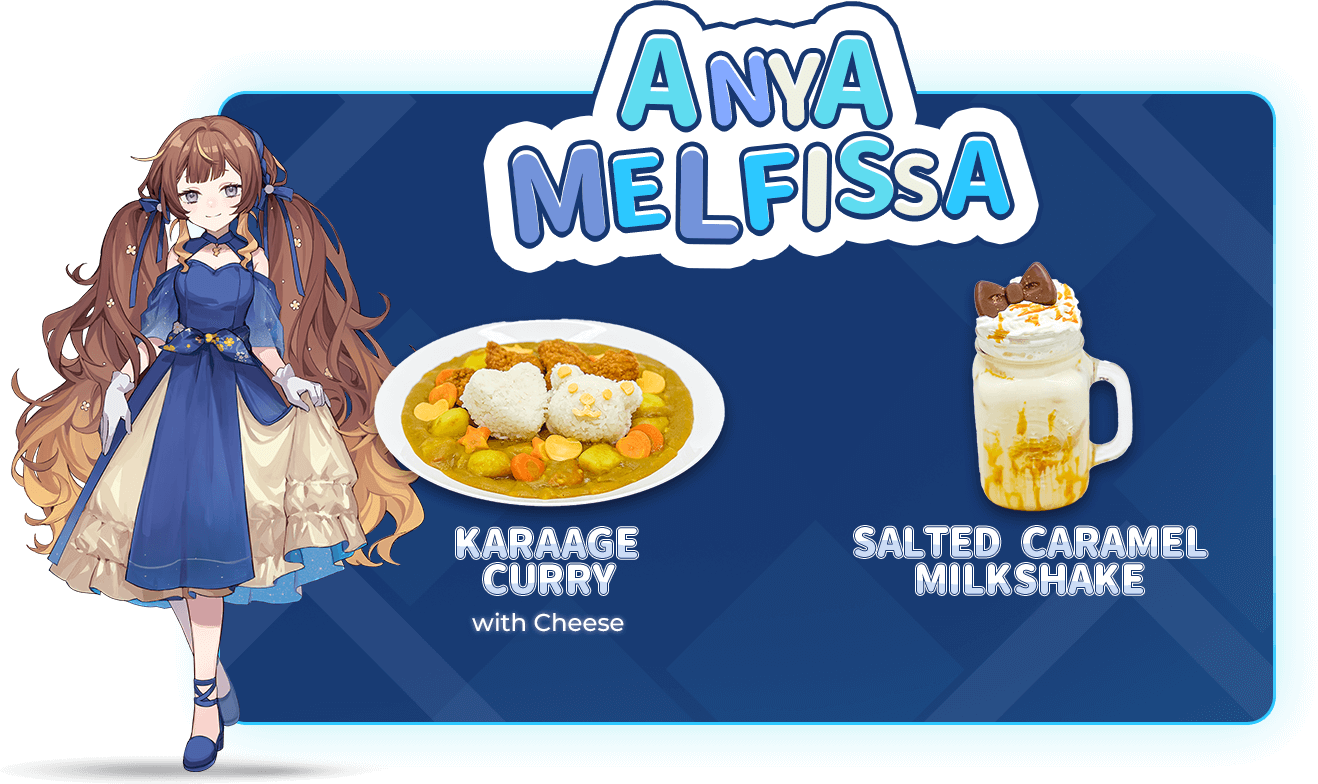 ANYA
MELFISSA
KARAAGE
CURRY
with Cheese
SALTED CARAMEL
MILKSHAKE